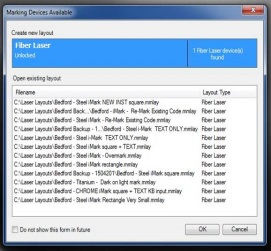 Marking Devices Available
Create new layout
Fiber Laser
Unlocked
1 Fiber Laser device(s)
found
Open existing layout
Filename Layout Type
C:\Laser Layouts\Bedford - Steel iMark NEW INST square.mmlay Fiber Laser
C:\Laser Layouts\Bedford Back...\Bedford - iMark - Re-Mark Existing Code.mmlay Fiber Laser
C:\Laser Layouts\Bedford - Steel iMark - Re-Mark Existing Code.mmlay Fiber Laser
C:\Laser Layouts\Bedford Backup - 1...\Bedford - Steel i-Mark TEXT ONLY.mmlay Fiber Laser
C:\Laser Layouts\Bedford - Steel i-Mark TEXT ONLY.mmlay Fiber Laser
C:\Laser Layouts\Bedford - Steel iMark square + TEXT.mmlay Fiber Laser
C:\Laser Layouts\Bedford - Steel iMark - Overmark.mmlay Fiber Laser
C:\Laser Layouts\Bedford - Steel iMark rectangle.mmlay Fiber Laser
C:\Laser Layouts\Bedford Backup - 1504201\Bedford - Steel iMark square.mmlay Fiber Laser
C:\Laser Layouts\Bedford - Titanium - Dark on light mark.mmlay Fiber Laser
C:\Laser Layouts\Bedford - CHROME iMark square + TEXT KB input.mmlay Fiber Laser
C:\Laser Layouts\Bedford - Steel iMark Rectangle Very Small.mmlay Fiber Laser
Do not show this form in future OK Cancel